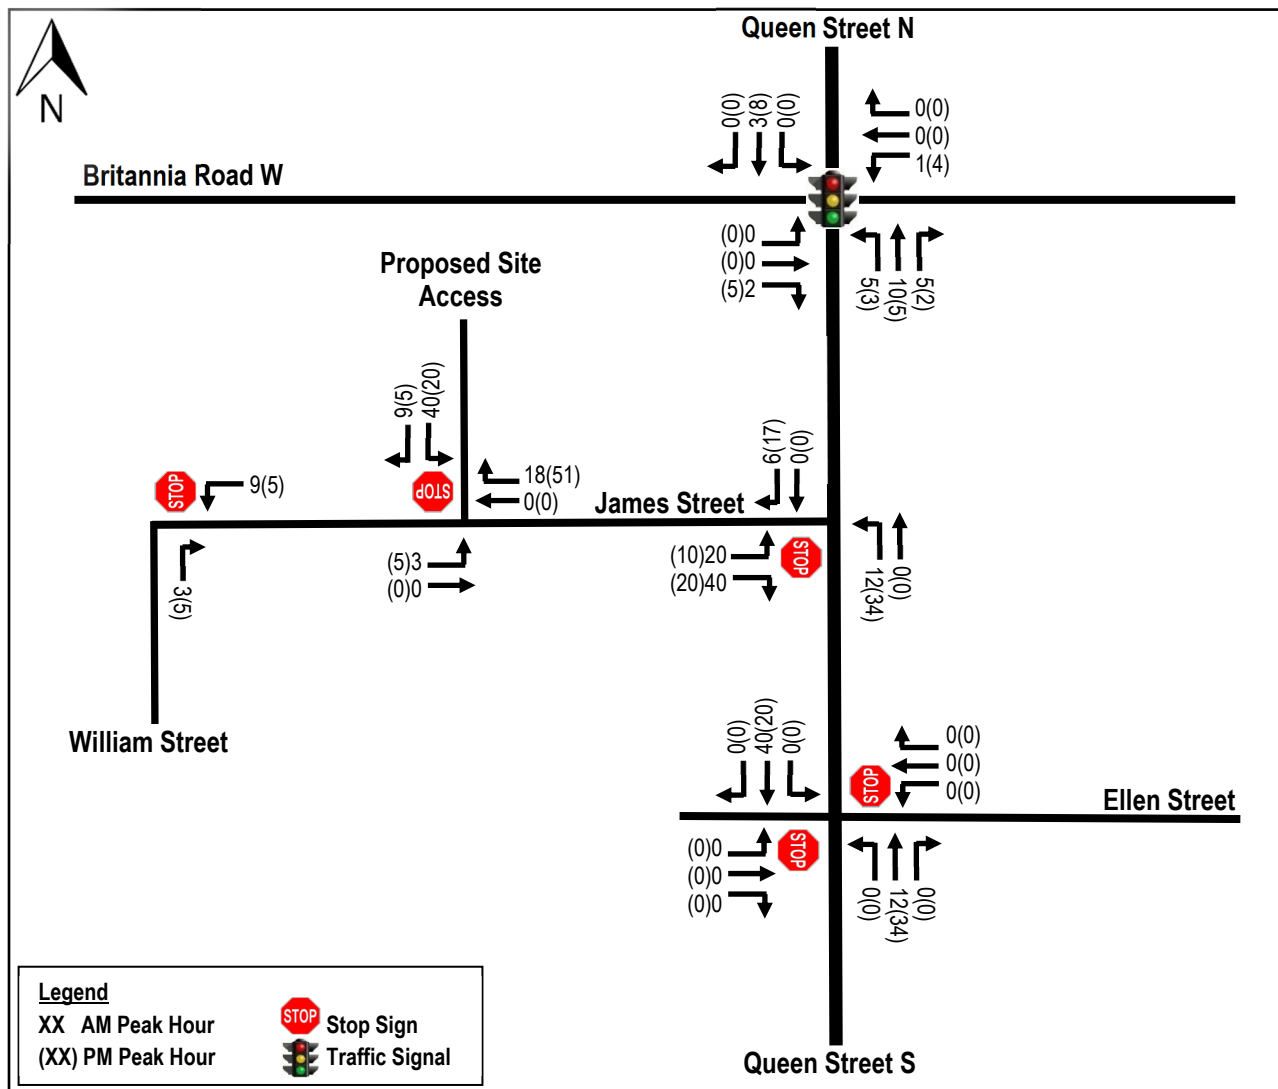 Queen Street N
N
0(0)
3(8)
0(0)
0(0)
0(0)
1(4)
Britannia Road W
(0)0
(0)0
(5)2
5(3)
10(5)
5(2)
Proposed Site
Access
9(5)
40(20)
6(17)
0(0)
STOP
9(5)
STOP
18(51)
0(0)
James Street
3(5)
(5)3
(0)0
(10)20
(20)40
STOP
12(34)
0(0)
William Street
0(0)
40(20)
0(0)
STOP
0(0)
0(0)
0(0)
Ellen Street
(0)0
(0)0
(0)0
STOP
0(0)
12(34)
0(0)
Legend
XX AM Peak Hour
STOP Stop Sign
(XX) PM Peak Hour
Traffic Signal
Queen Street S